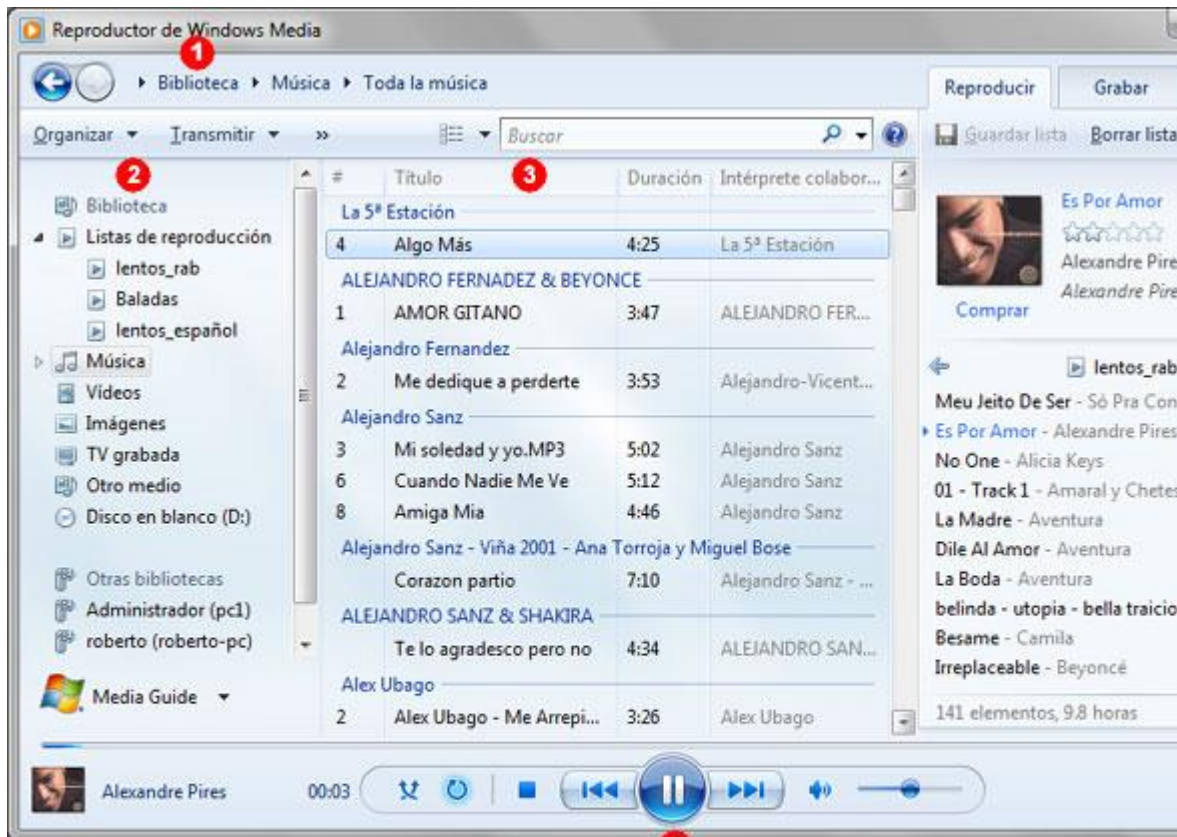 Reproductor de Windows Media
1
Biblioteca Música Toda la música
Reproducir Grabar
Organizar Transmitir » Buscar ? Guardar lista Borrar lista
2
3
# Título Duración Intérprete colabor...
Biblioteca
Listas de reproducción
lentos_rab
Baladas
lentos_español
Música
Vídeos
Imágenes
TV grabada
Otro medio
Disco en blanco (D:)
Otras bibliotecas
Administrador (pc1)
roberto (roberto-pc)
Media Guide
La 5ª Estación
4 Algo Más 4:25 La 5ª Estación
ALEJANDRO FERNADEZ & BEYONCE
1 AMOR GITANO 3:47 ALEJANDRO FER...
Alejandro Fernandez
2 Me dedique a perderte 3:53 Alejandro-Vicent...
Alejandro Sanz
3 Mi soledad y yo.MP3 5:02 Alejandro Sanz
6 Cuando Nadie Me Ve 5:12 Alejandro Sanz
8 Amiga Mia 4:46 Alejandro Sanz
Alejandro Sanz - Viña 2001 - Ana Torroja y Miguel Bose
Corazon partio 7:10 Alejandro Sanz - ...
ALEJANDRO SANZ & SHAKIRA
Te lo agradesco pero no 4:34 ALEJANDRO SAN...
Alex Ubago
2 Alex Ubago - Me Arrepi... 3:26 Alex Ubago
Es Por Amor
Alexandre Pire
Alexandre Pire
Comprar
lentos_rab
Meu Jeito De Ser - Só Pra Con
Es Por Amor - Alexandre Pires
No One - Alicia Keys
01 - Track 1 - Amaral y Chetes
La Madre - Aventura
Dile Al Amor - Aventura
La Boda - Aventura
belinda - utopia - bella traicio
Besame - Camila
Irreplaceable - Beyoncé
141 elementos, 9.8 horas
Alexandre Pires 00:03